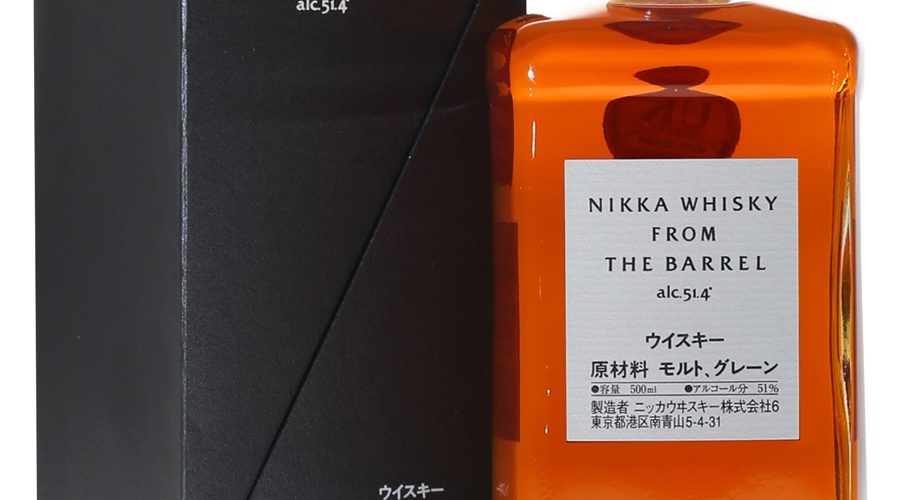 alc.51.4°
ウイスキー
NIKKA WHISKY
FROM
THE BARREL
alc.51.4°
ウイスキー
原材料 モルト、グレーン
●容量 500ml ●アルコール分 51%
製造者 ニッカウヰスキー株式会社6
東京都港区南青山5-4-31